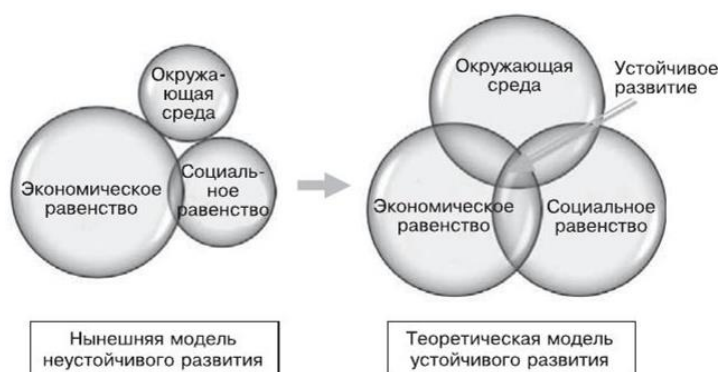 Окружа-
ющая
среда
Экономическое
равенство
Социаль-
ное
равенство
Окружающая
среда
Устойчивое
развитие
Экономическое
равенство
Социальное
равенство
Нынешняя модель
неустойчивого развития
Теоретическая модель
устойчивого развития